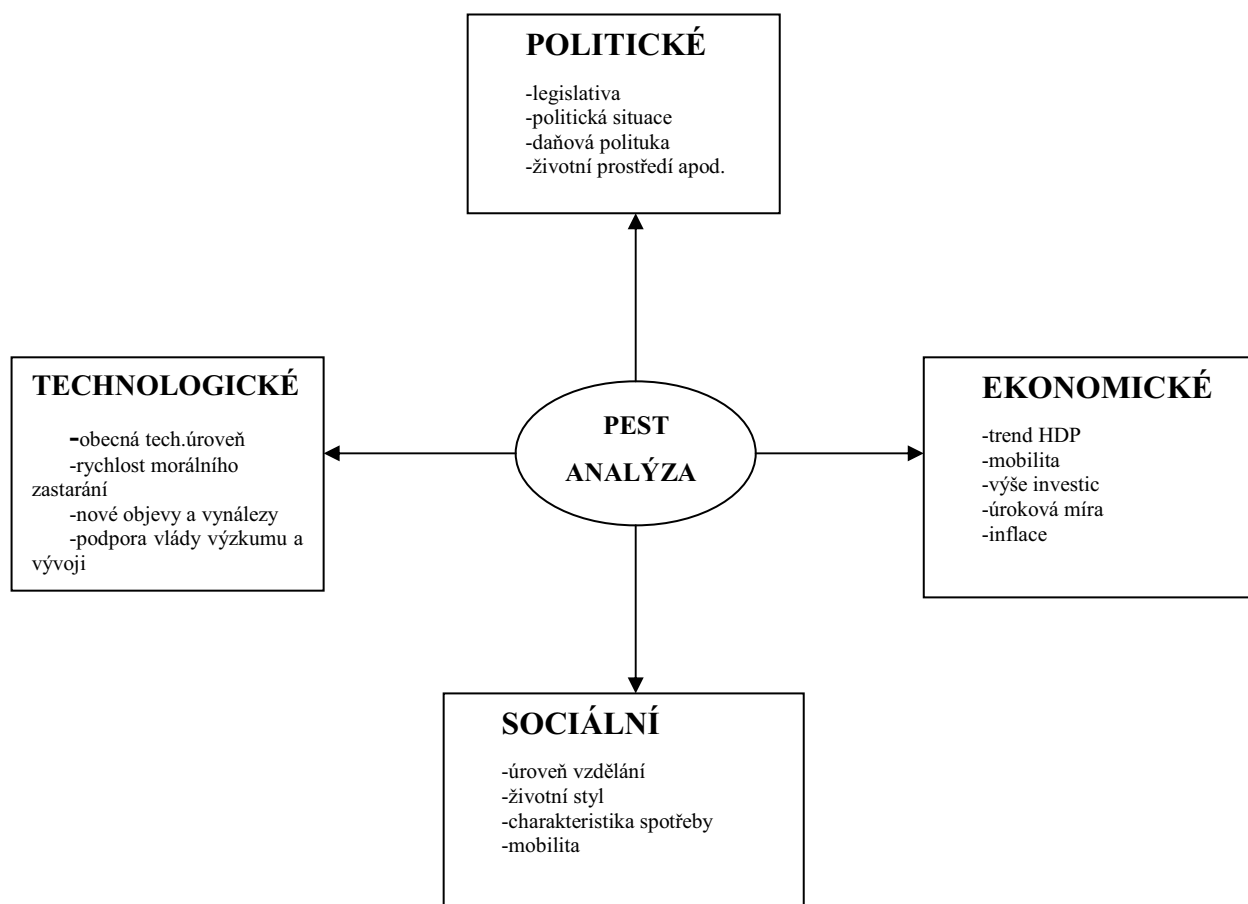 POLITICKÉ
-legislativa
-politická situace
-daňová polituka
-životní prostředí apod.
TECHNOLOGICKÉ
-obecná tech.úroveň
-rychlost morálního
zastarání
-nové objevy a vynálezy
-podpora vlády výzkumu a
vývoji
PEST
ANALÝZA
EKONOMICKÉ
-trend HDP
-mobilita
-výše investic
-úroková míra
-inflace
SOCIÁLNÍ
-úroveň vzdělání
-životní styl
-charakteristika spotřeby
-mobilita